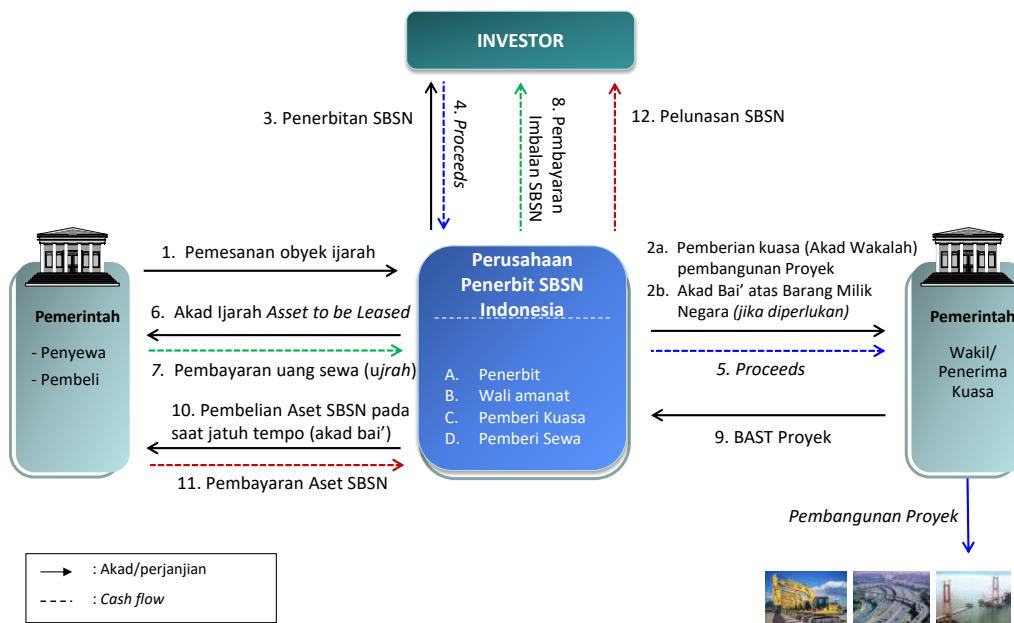 INVESTOR
3. Penerbitan SBSN
4. Proceeds
8. Pembayaran
Imbalan SBSN
12. Pelunasan SBSN
Pemerintah
- Penyewa
- Pembeli
1. Pemesanan obyek ijarah
6. Akad Ijarah Asset to be Leased
7. Pembayaran uang sewa (ujrah)
10. Pembelian Aset SBSN pada
saat jatuh tempo (akad bai’)
11. Pembayaran Aset SBSN
Perusahaan
Penerbit SBSN
Indonesia
A. Penerbit
B. Wali amanat
C. Pemberi Kuasa
D. Pemberi Sewa
2a. Pemberian kuasa (Akad Wakalah)
pembangunan Proyek
2b. Akad Bai’ atas Barang Milik
Negara (jika diperlukan)
5. Proceeds
9. BAST Proyek
Pemerintah
Wakil/
Penerima
Kuasa
Pembangunan Proyek
: Akad/perjanjian
: Cash flow